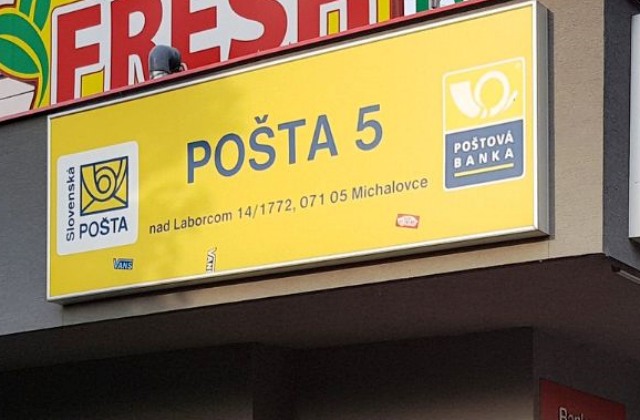 FRESH
POŠTA 5
nad Laborcom 14/1772, 071 05 Michalovce
Slovenská
POŠTA
POŠTOVÁ
BANKA
VANS